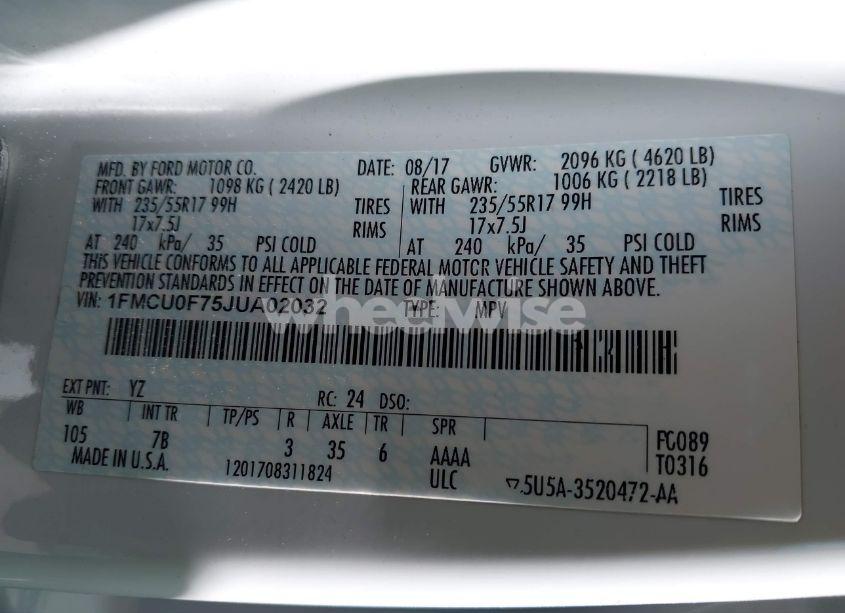 MFD. BY FORD MOTOR CO. DATE: 08/17 GVWR: 2096 KG ( 4620 LB)
FRONT GAWR: 1098 KG ( 2420 LB) REAR GAWR: 1006 KG ( 2218 LB)
WITH 235/55R17 99H TIRES WITH 235/55R17 99H TIRES
17x7.5J RIMS 17x7.5J RIMS
AT 240 kPa/ 35 PSI COLD AT 240 kPa/ 35 PSI COLD
THIS VEHICLE CONFORMS TO ALL APPLICABLE FEDERAL MOTOR VEHICLE SAFETY AND THEFT
PREVENTION STANDARDS IN EFFECT ON THE DATE OF MANUFACTURE SHOWN ABOVE.
VIN: 1FMCU0F75JUA02032 TYPE: MPV
wheelwise
EXT PNT: YZ RC: 24 DSO:
WB INT TR TP/PS R AXLE TR SPR
105 7B 3 35 6 AAAA FC089
MADE IN U.S.A. 1201708311824 ULC T0316
5U5A-3520472-AA